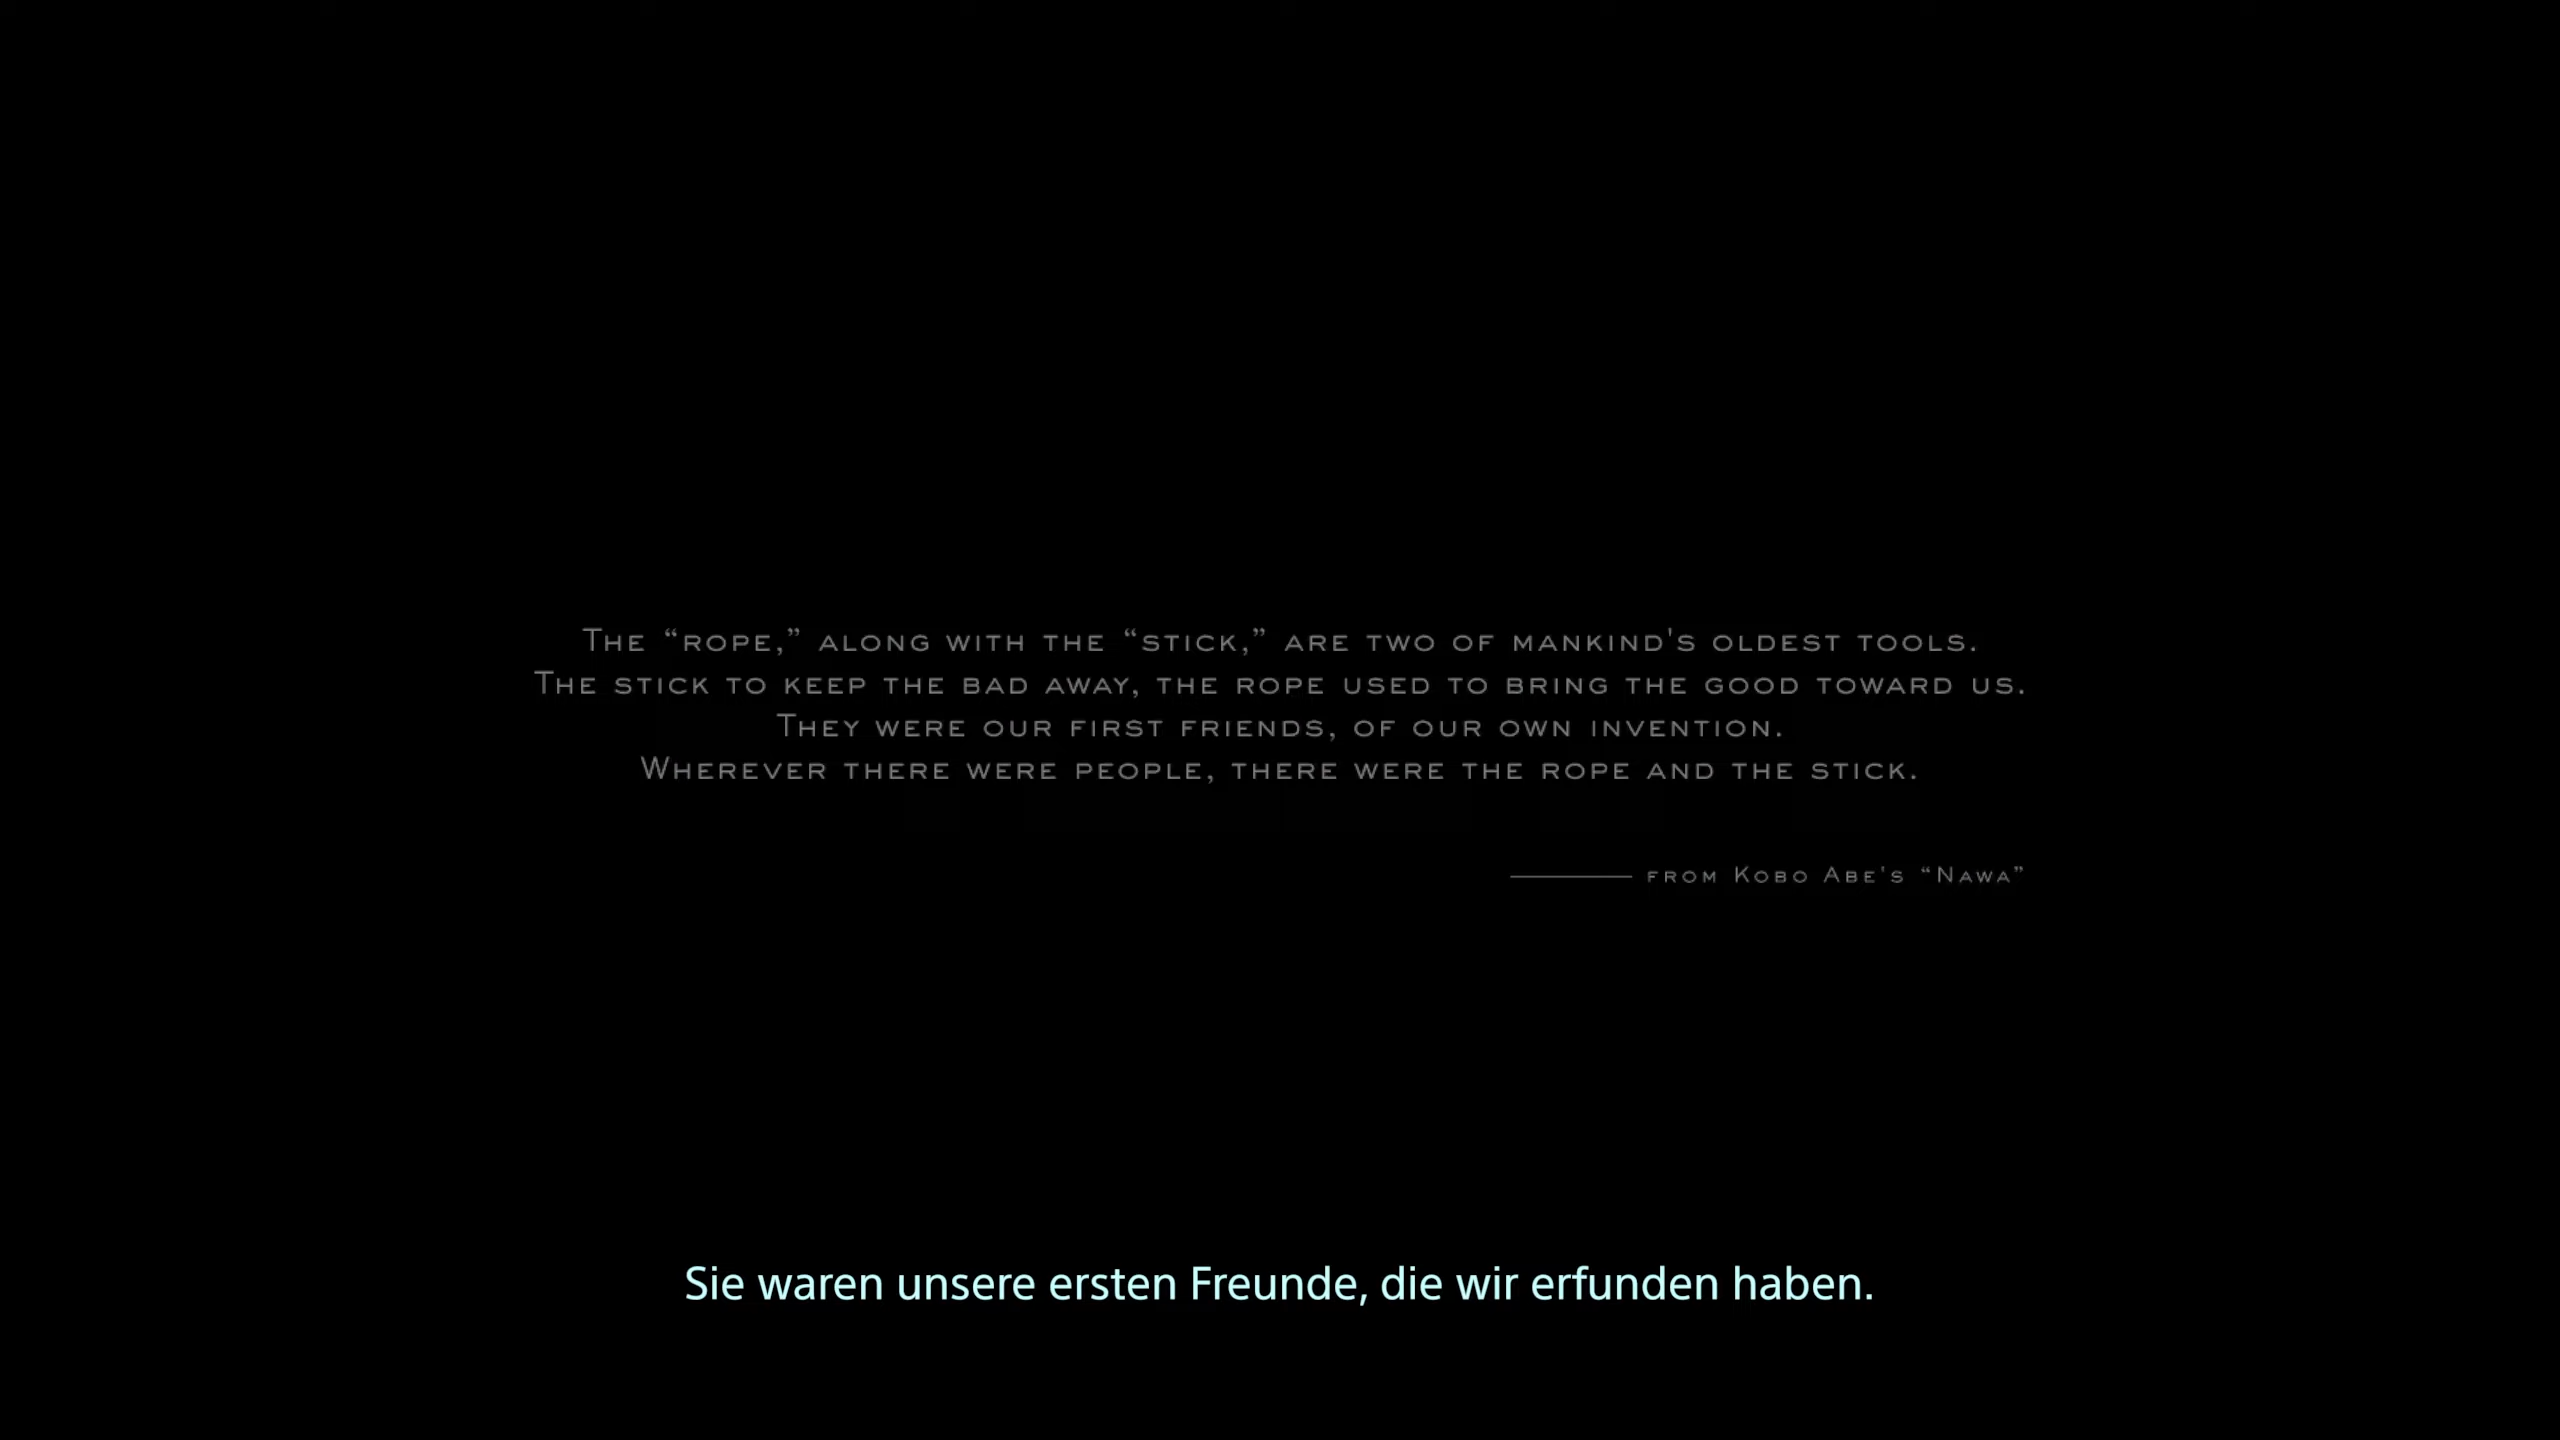 The “rope,” along with the “stick,” are two of mankind's oldest tools.
The stick to keep the bad away, the rope used to bring the good toward us.
They were our first friends, of our own invention.
Wherever there were people, there were the rope and the stick.
——— from Kobo Abe's “Nawa”
Sie waren unsere ersten Freunde, die wir erfunden haben.